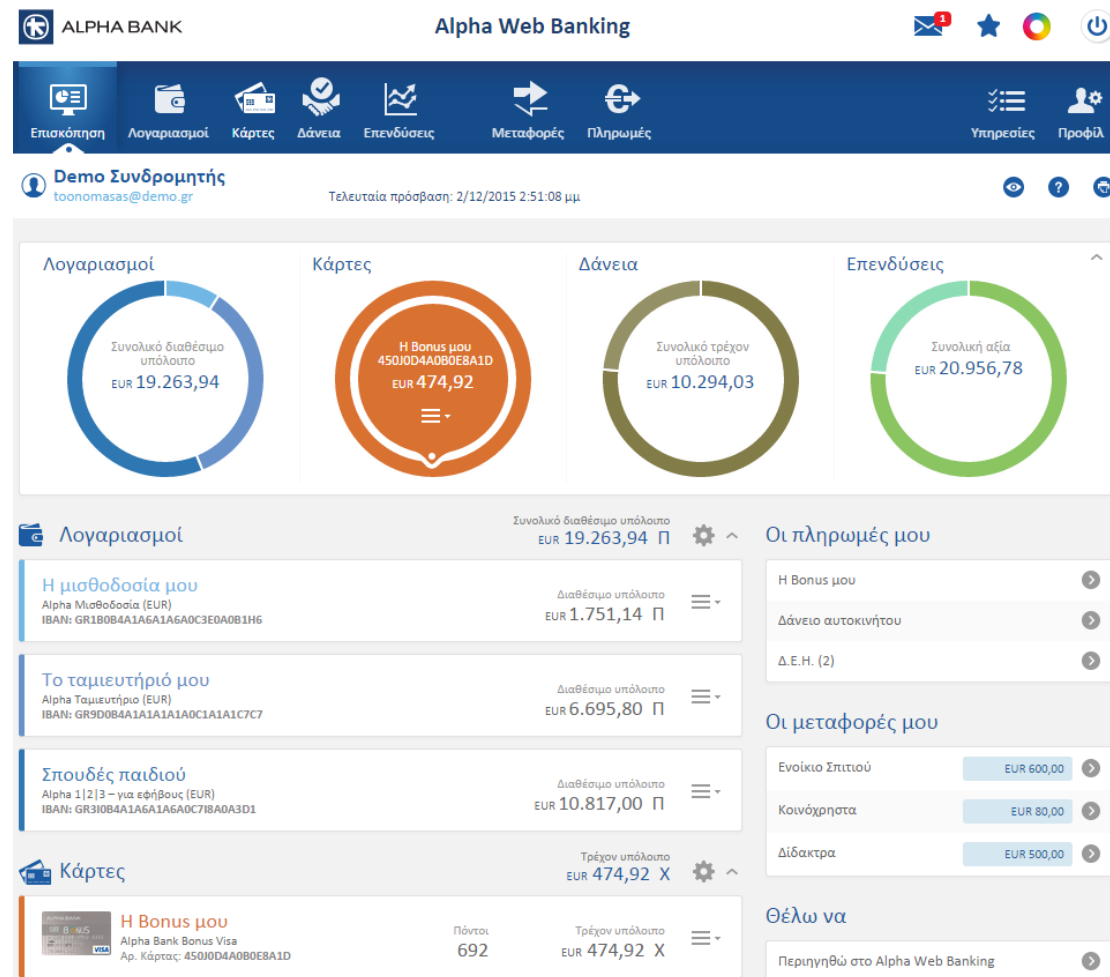 ALPHA BANK
Alpha Web Banking
1
Επισκόπηση
Λογαριασμοί
Κάρτες
Δάνεια
Επενδύσεις
Μεταφορές
Πληρωμές
Υπηρεσίες
Προφίλ
Demo Συνδρομητής
toonomasas@demo.gr
Τελευταία πρόσβαση: 2/12/2015 2:51:08 μμ
Λογαριασμοί
Συνολικό διαθέσιμο
υπόλοιπο
EUR 19.263,94
Κάρτες
Η Bonus μου
450J0D4A0B0E8A1D
EUR 474,92
Δάνεια
Συνολικό τρέχον
υπόλοιπο
EUR 10.294,03
Επενδύσεις
Συνολική αξία
EUR 20.956,78
Λογαριασμοί
Συνολικό διαθέσιμο υπόλοιπο
EUR 19.263,94 Π
Η μισθοδοσία μου
Alpha Μισθοδοσία (EUR)
IBAN: GR1B0B4A1A6A1A6A0C3E0A0B1H6
Διαθέσιμο υπόλοιπο
EUR 1.751,14 Π
Το ταμιευτήριό μου
Alpha Ταμιευτήριο (EUR)
IBAN: GR9D0B4A1A1A1A1A0C1A1A1C7C7
Διαθέσιμο υπόλοιπο
EUR 6.695,80 Π
Σπουδές παιδιού
Alpha 1|2|3 – για εφήβους (EUR)
IBAN: GR3I0B4A1A6A1A6A0C7I8A0A3D1
Διαθέσιμο υπόλοιπο
EUR 10.817,00 Π
Κάρτες
Τρέχον υπόλοιπο
EUR 474,92 Χ
Η Bonus μου
Alpha Bank Bonus Visa
Αρ. Κάρτας: 450J0D4A0B0E8A1D
Πόντοι
692
Τρέχον υπόλοιπο
EUR 474,92 Χ
ALPHA BANK
BONUS
VISA
Οι πληρωμές μου
Η Bonus μου
Δάνειο αυτοκινήτου
Δ.Ε.Η. (2)
Οι μεταφορές μου
Ενοίκιο Σπιτιού EUR 600,00
Κοινόχρηστα EUR 80,00
Δίδακτρα EUR 500,00
Θέλω να
Περιηγηθώ στο Alpha Web Banking